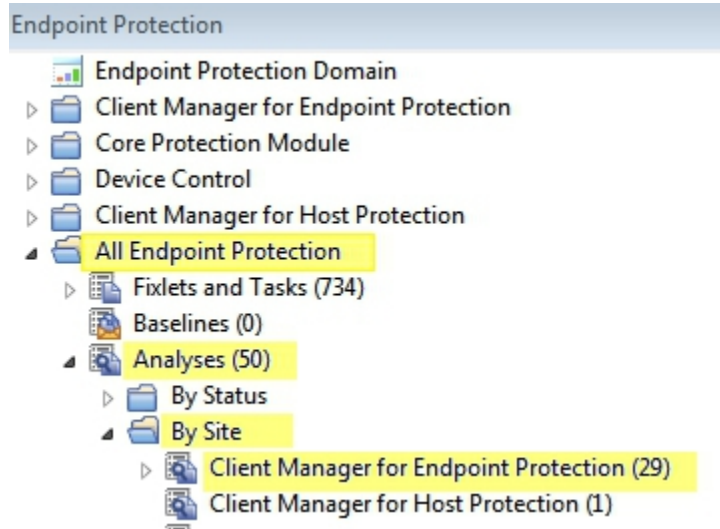 Endpoint Protection
Endpoint Protection Domain
Client Manager for Endpoint Protection
Core Protection Module
Device Control
Client Manager for Host Protection
All Endpoint Protection
Fixlets and Tasks (734)
Baselines (0)
Analyses (50)
By Status
By Site
Client Manager for Endpoint Protection (29)
Client Manager for Host Protection (1)